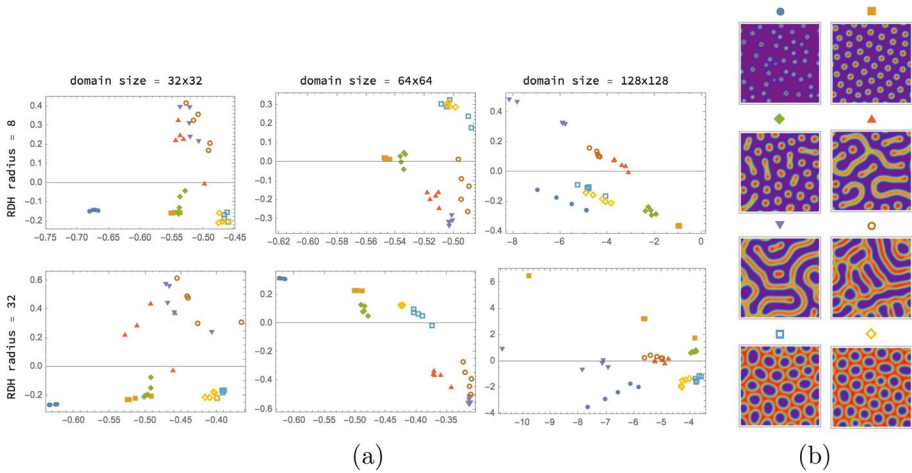 domain size = 32x32
domain size = 64x64
domain size = 128x128
RDH radius = 8
0.4
0.3
0.2
0.1
0.0
-0.1
-0.2
-0.75 -0.70 -0.65 -0.60 -0.55 -0.50 -0.45
0.3
0.2
0.1
0.0
-0.1
-0.2
-0.3
-0.62 -0.60 -0.58 -0.56 -0.54 -0.52 -0.50
0.4
0.2
0.0
-0.2
-0.4
-8 -6 -4 -2 0
RDH radius = 32
0.6
0.4
0.2
0.0
-0.2
-0.60 -0.55 -0.50 -0.45 -0.40
0.4
0.2
0.0
-0.2
-0.4
-0.6
-0.60 -0.55 -0.50 -0.45 -0.40 -0.35
6
4
2
0
-2
-4
-10 -9 -8 -7 -6 -5 -4
(a)
(b)